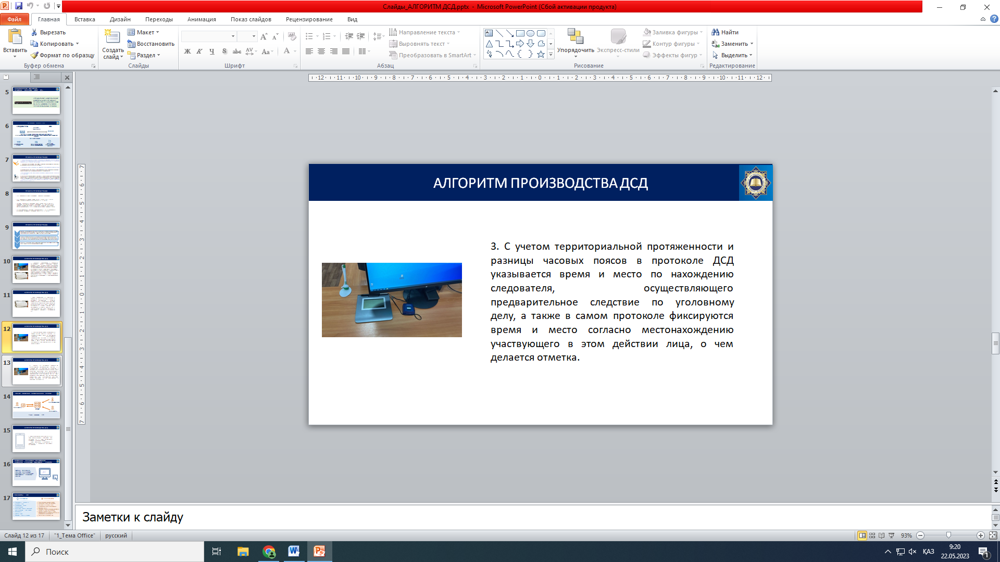 Слайды_АЛГОРИТМ ДСД.pptx - Microsoft PowerPoint (Сбой активации продукта)
Файл Главная Вставка Дизайн Переходы Анимация Показ слайдов Рецензирование Вид
Вставить
Вырезать
Копировать
Формат по образцу
Буфер обмена
Создать слайд
Макет
Восстановить
Раздел
Слайды
Шрифт
Направление текста
Выровнять текст
Преобразовать в SmartArt
Абзац
Упорядочить
Экспресс-стили
Заливка фигуры
Контур фигуры
Эффекты фигур
Рисование
Найти
Заменить
Выделить
Редактирование
5
6
7
8
9
10
11
12
13
14
15
16
17
АЛГОРИТМ ПРОИЗВОДСТВА ДСД
3. С учетом территориальной протяженности и
разницы часовых поясов в протоколе ДСД
указывается время и место по нахождению
следователя, осуществляющего
предварительное следствие по уголовному
делу, а также в самом протоколе фиксируются
время и место согласно местонахождению
участвующего в этом действии лица, о чем
делается отметка.
Заметки к слайду
Слайд 12 из 17 "1_Тема Office" русский 93%
Поиск
ҚАЗ
9:20
22.05.2023